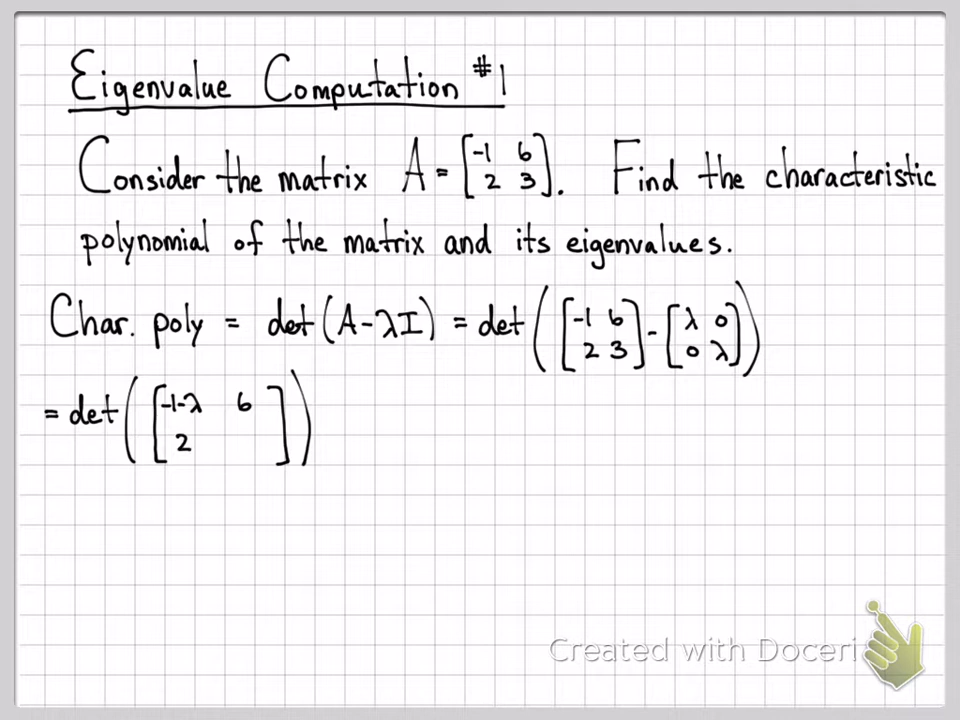 Eigenvalue Computation #1
Consider the matrix A = [-1 6 2 3]. Find the characteristic
polynomial of the matrix and its eigenvalues.
Char. poly = det(A-λI) = det([-1 6 2 3] - [λ 0 0 λ])
= det([-1-λ 6 2 ])
Created with Doceri